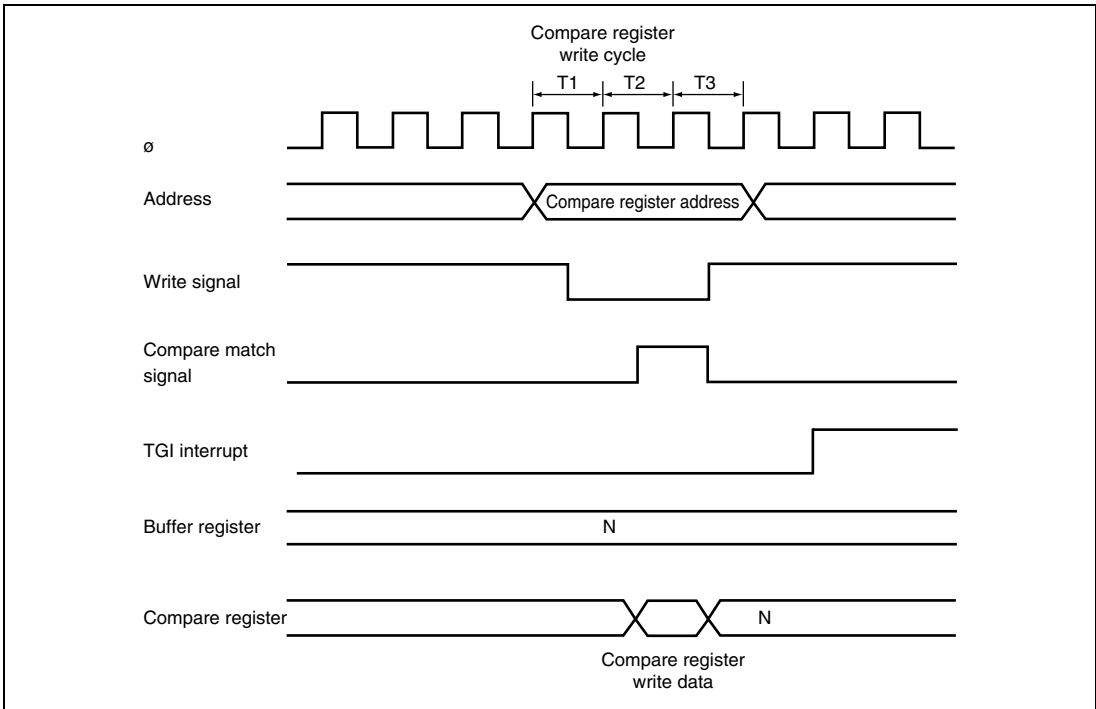 Compare register
write cycle
T1 T2 T3
ø
Address
Compare register address
Write signal
Compare match
signal
TGI interrupt
Buffer register
N
Compare register
N
Compare register
write data